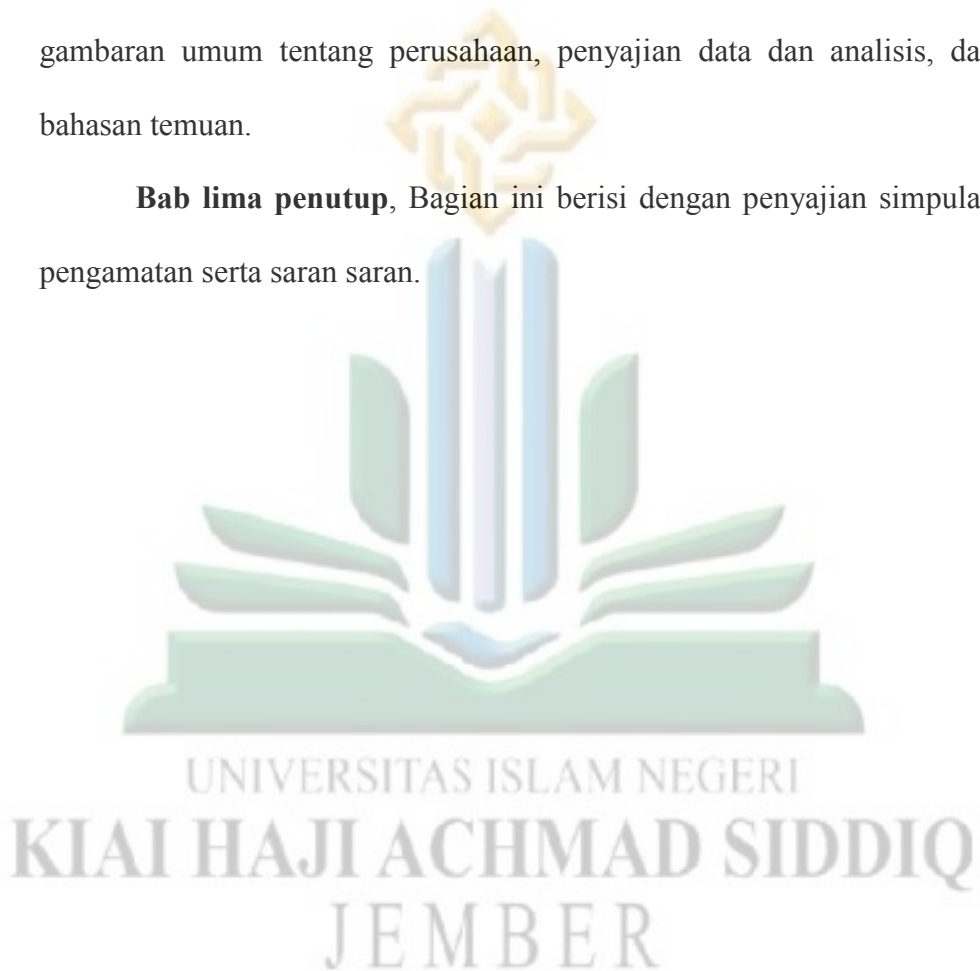 gambaran umum tentang perusahaan, penyajian data dan analisis, da
bahasan temuan.
Bab lima penutup, Bagian ini berisi dengan penyajian simpula
pengamatan serta saran saran.
UNIVERSITAS ISLAM NEGERI
KIAI HAJI ACHMAD SIDDIQ
JEMBER